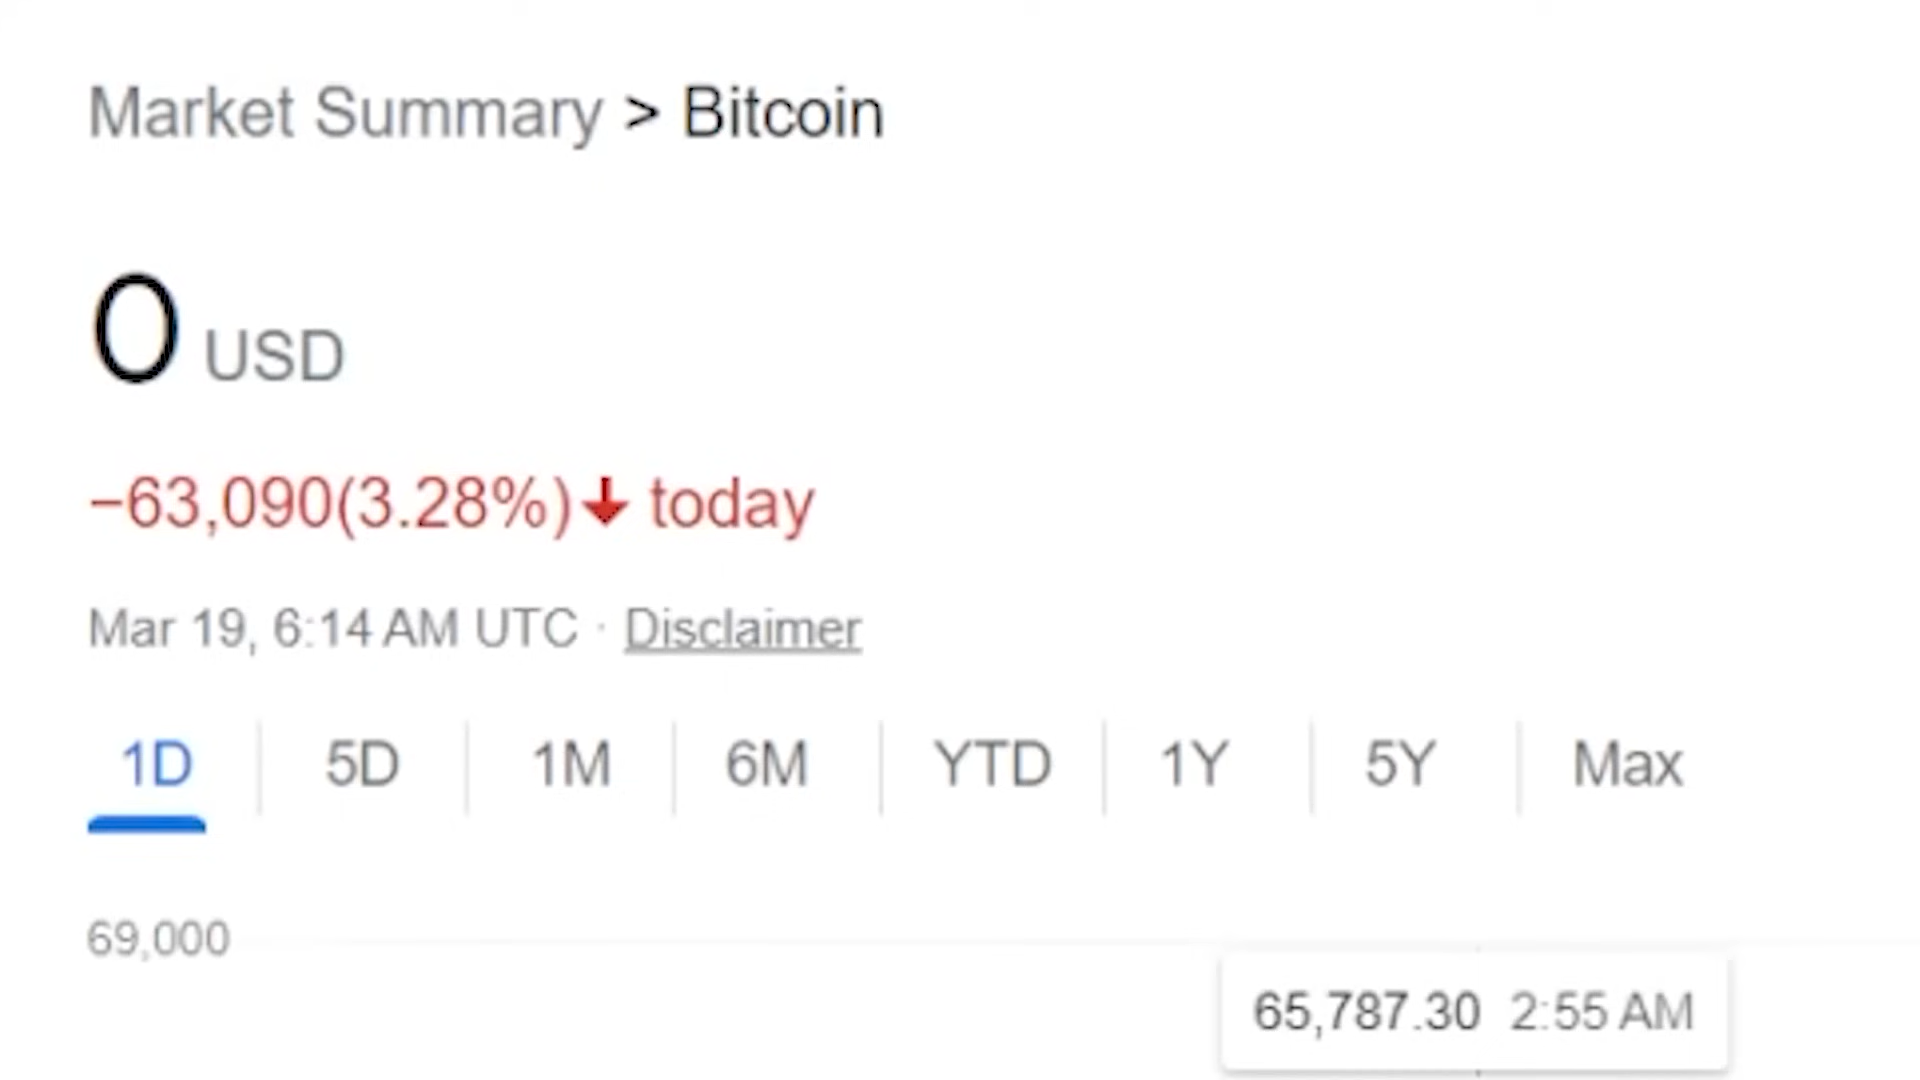 Market Summary > Bitcoin
0 USD
−63,090(3.28%)↓ today
Mar 19, 6:14 AM UTC · Disclaimer
1D 5D 1M 6M YTD 1Y 5Y Max
69,000
65,787.30 2:55 AM